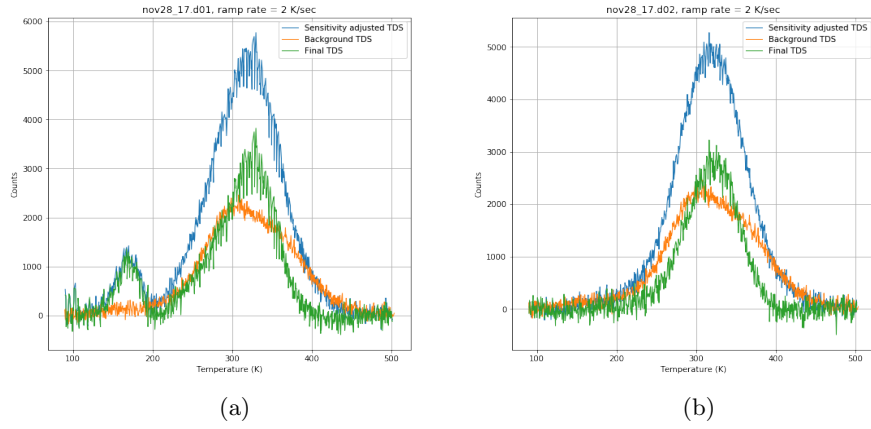 nov28_17.d01, ramp rate = 2 K/sec
6000
5000
4000
3000
2000
1000
0
Counts
Sensitivity adjusted TDS
Background TDS
Final TDS
100 200 300 400 500
Temperature (K)
(a)
nov28_17.d02, ramp rate = 2 K/sec
5000
4000
3000
2000
1000
0
Counts
Sensitivity adjusted TDS
Background TDS
Final TDS
100 200 300 400 500
Temperature (K)
(b)